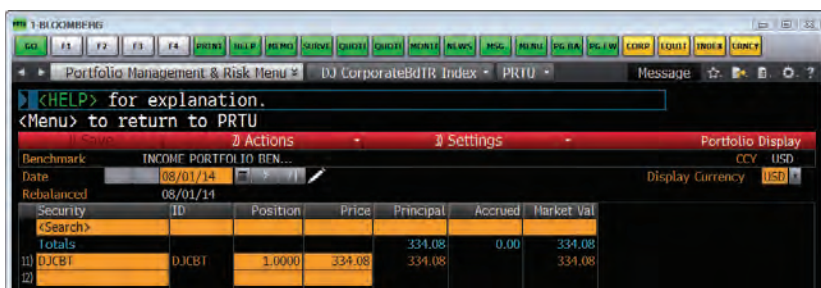 1-BLOOMBERG
GO F1 F2 F3 F4 PRINT HELP MEMO SURVE QUOTE QUOTE MONIT NEWS MSG MENU PG BA PG FW CORP EQUIT INDEX CRNCY
Portfolio Management & Risk Menu DJ CorporateBdTR Index PRTU Message ?
<HELP> for explanation.
<Menu> to return to PRTU
Save 2) Actions 3) Settings Portfolio Display
Benchmark INCOME PORTFOLIO BEN... CCY USD
Date 08/01/14 Display Currency USD
Rebalanced 08/01/14
Security ID Position Price Principal Accrued Market Val
<Search>
Totals 334.08 0.00 334.08
11) DJCBT DJCBT 1.0000 334.08 334.08 334.08
12)